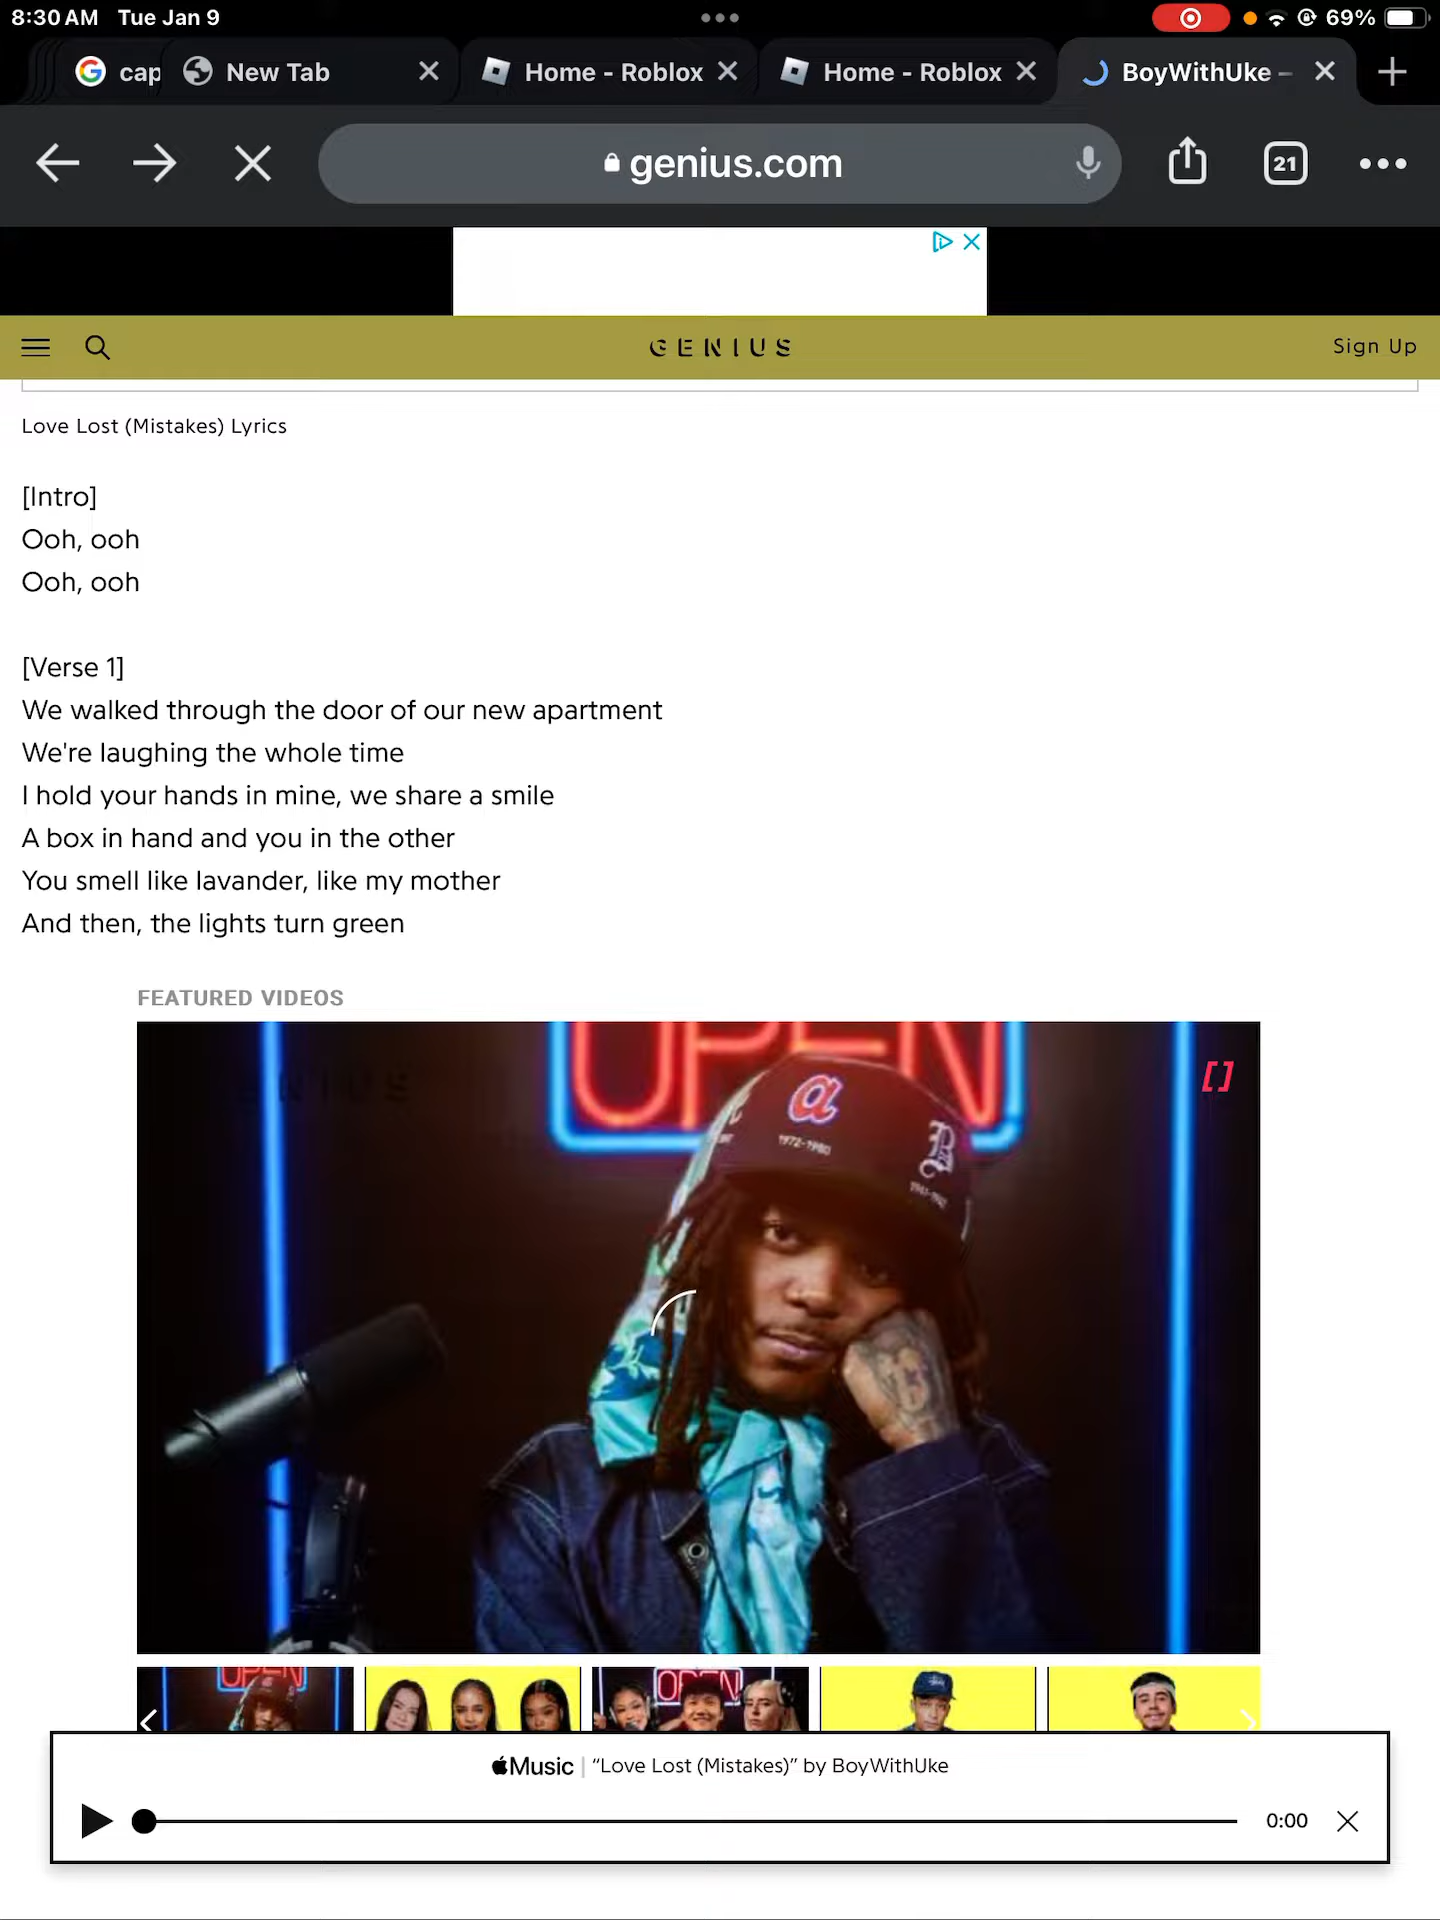 8:30 AM Tue Jan 9
69%
cap
New Tab
Home - Roblox
Home - Roblox
BoyWithUke –
genius.com
21
GENIUS
Sign Up
Love Lost (Mistakes) Lyrics
[Intro]
Ooh, ooh
Ooh, ooh
[Verse 1]
We walked through the door of our new apartment
We're laughing the whole time
I hold your hands in mine, we share a smile
A box in hand and you in the other
You smell like lavander, like my mother
And then, the lights turn green
FEATURED VIDEOS
OPEN
[]
a
1972-1980
B
OPEN
OPEN
Music | “Love Lost (Mistakes)” by BoyWithUke
0:00